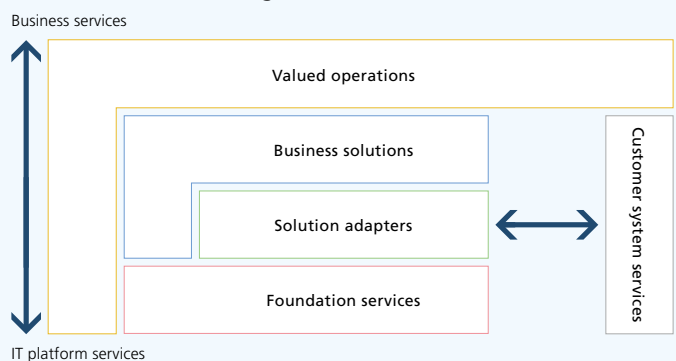 Business services
Valued operations
Business solutions
Solution adapters
Foundation services
Customer system services
IT platform services